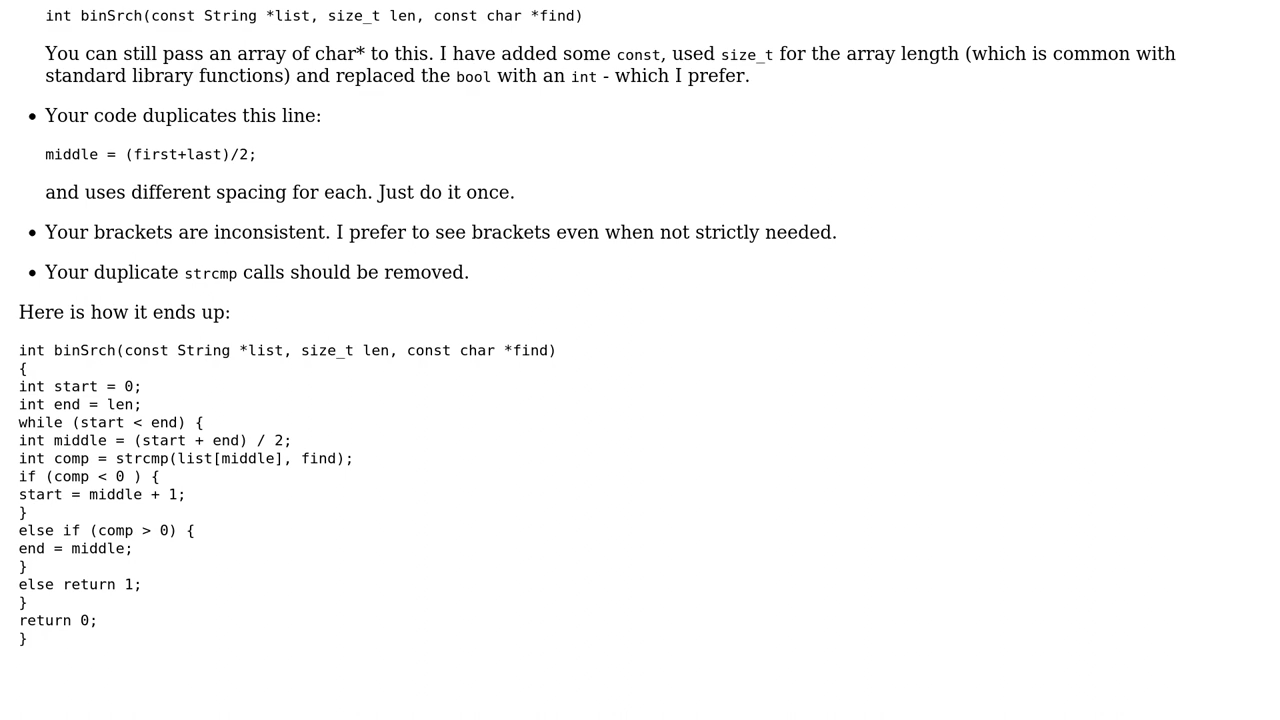 int binSrch(const String *list, size_t len, const char *find)
You can still pass an array of char* to this. I have added some const, used size_t for the array length (which is common with
standard library functions) and replaced the bool with an int - which I prefer.
• Your code duplicates this line:
middle = (first+last)/2;
and uses different spacing for each. Just do it once.
• Your brackets are inconsistent. I prefer to see brackets even when not strictly needed.
• Your duplicate strcmp calls should be removed.
Here is how it ends up:
int binSrch(const String *list, size_t len, const char *find)
{
int start = 0;
int end = len;
while (start < end) {
int middle = (start + end) / 2;
int comp = strcmp(list[middle], find);
if (comp < 0 ) {
start = middle + 1;
}
else if (comp > 0) {
end = middle;
}
else return 1;
}
return 0;
}